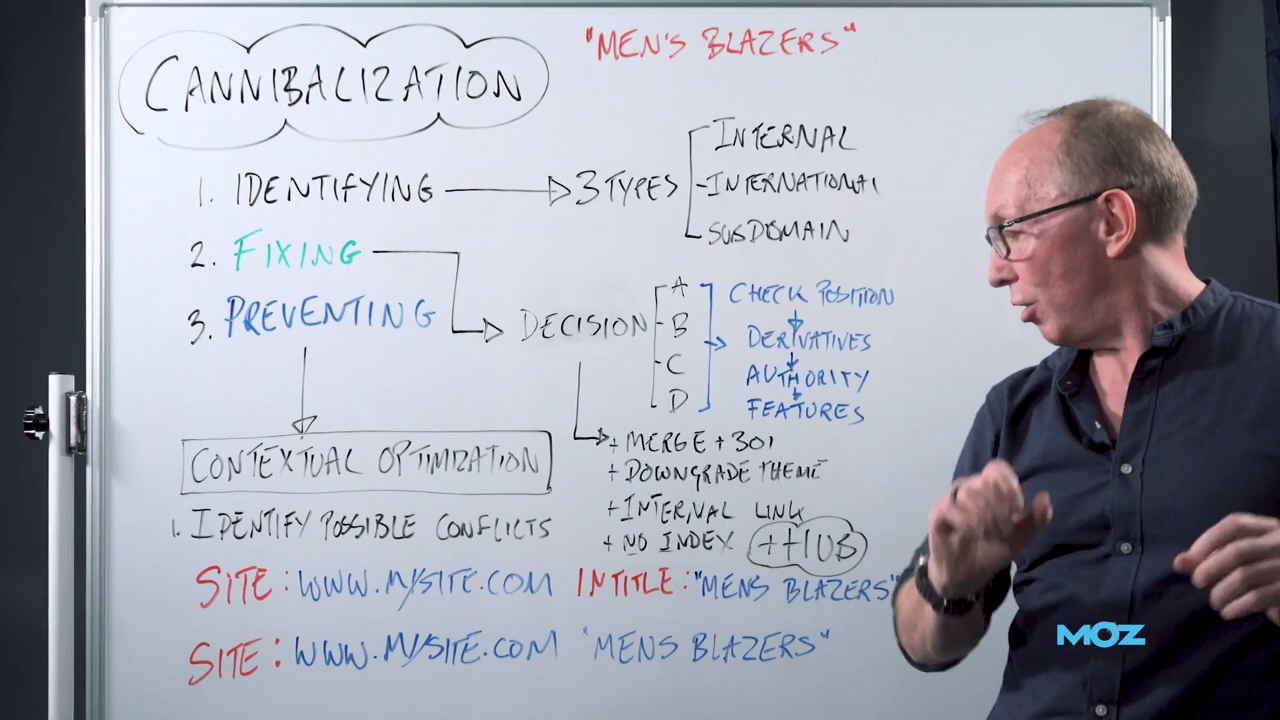 "MEN'S BLAZERS"
CANNIBALIZATION
1. IDENTIFYING
3 TYPES
INTERNAL
INTERNATIONAL
SUBDOMAIN
2. FIXING
3. PREVENTING
DECISION
A
B
C
D
CHECK POSITION
DERIVATIVES
AUTHORITY
FEATURES
CONTEXTUAL OPTIMIZATION
1. IDENTIFY POSSIBLE CONFLICTS
+ MERGE + 301
+ DOWNGRADE THEME
+ INTERNAL LINK
+ NO INDEX
++HUB
SITE: WWW.MYSITE.COM INTITLE: "MENS BLAZERS"
SITE: WWW.MYSITE.COM "MENS BLAZERS"
MOZ